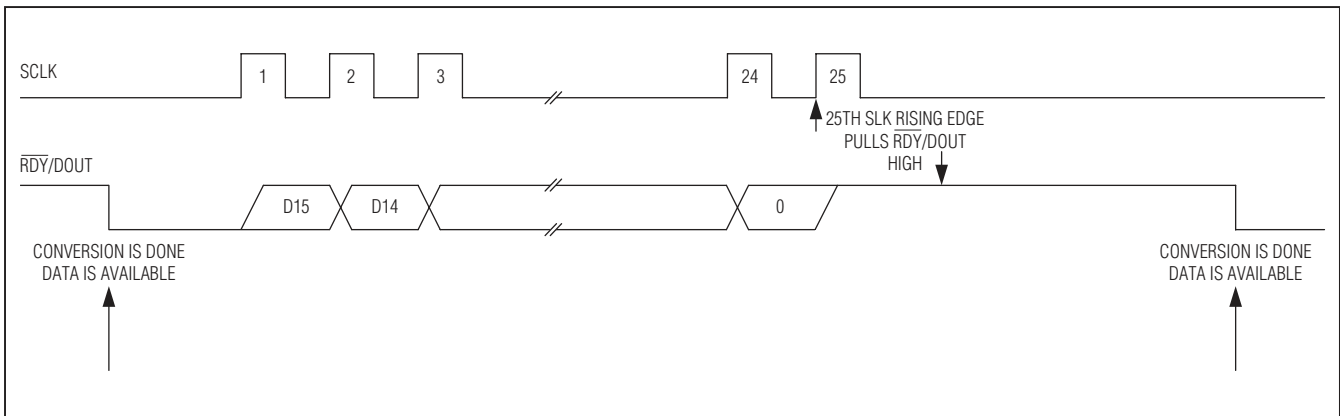 SCLK
1
2
3
24
25
25TH SLK RISING EDGE
PULLS RDY/DOUT
HIGH
RDY/DOUT
D15
D14
0
CONVERSION IS DONE
DATA IS AVAILABLE
CONVERSION IS DONE
DATA IS AVAILABLE